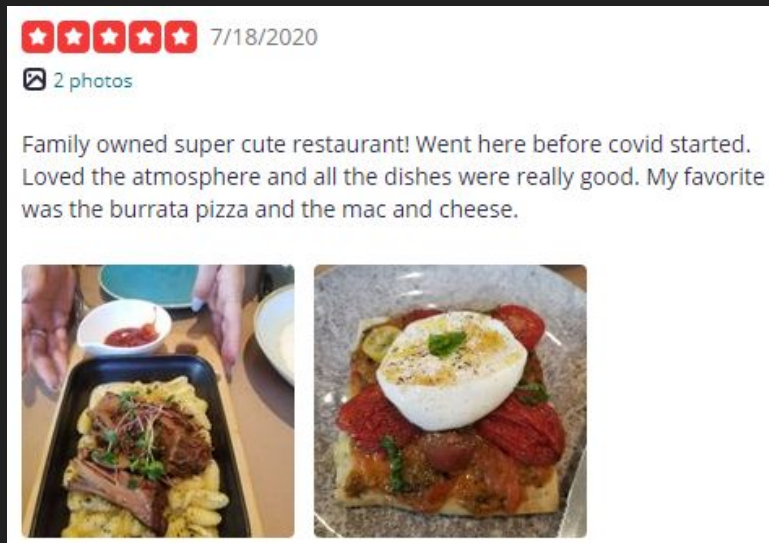 7/18/2020
2 photos
Family owned super cute restaurant! Went here before covid started.
Loved the atmosphere and all the dishes were really good. My favorite
was the burrata pizza and the mac and cheese.